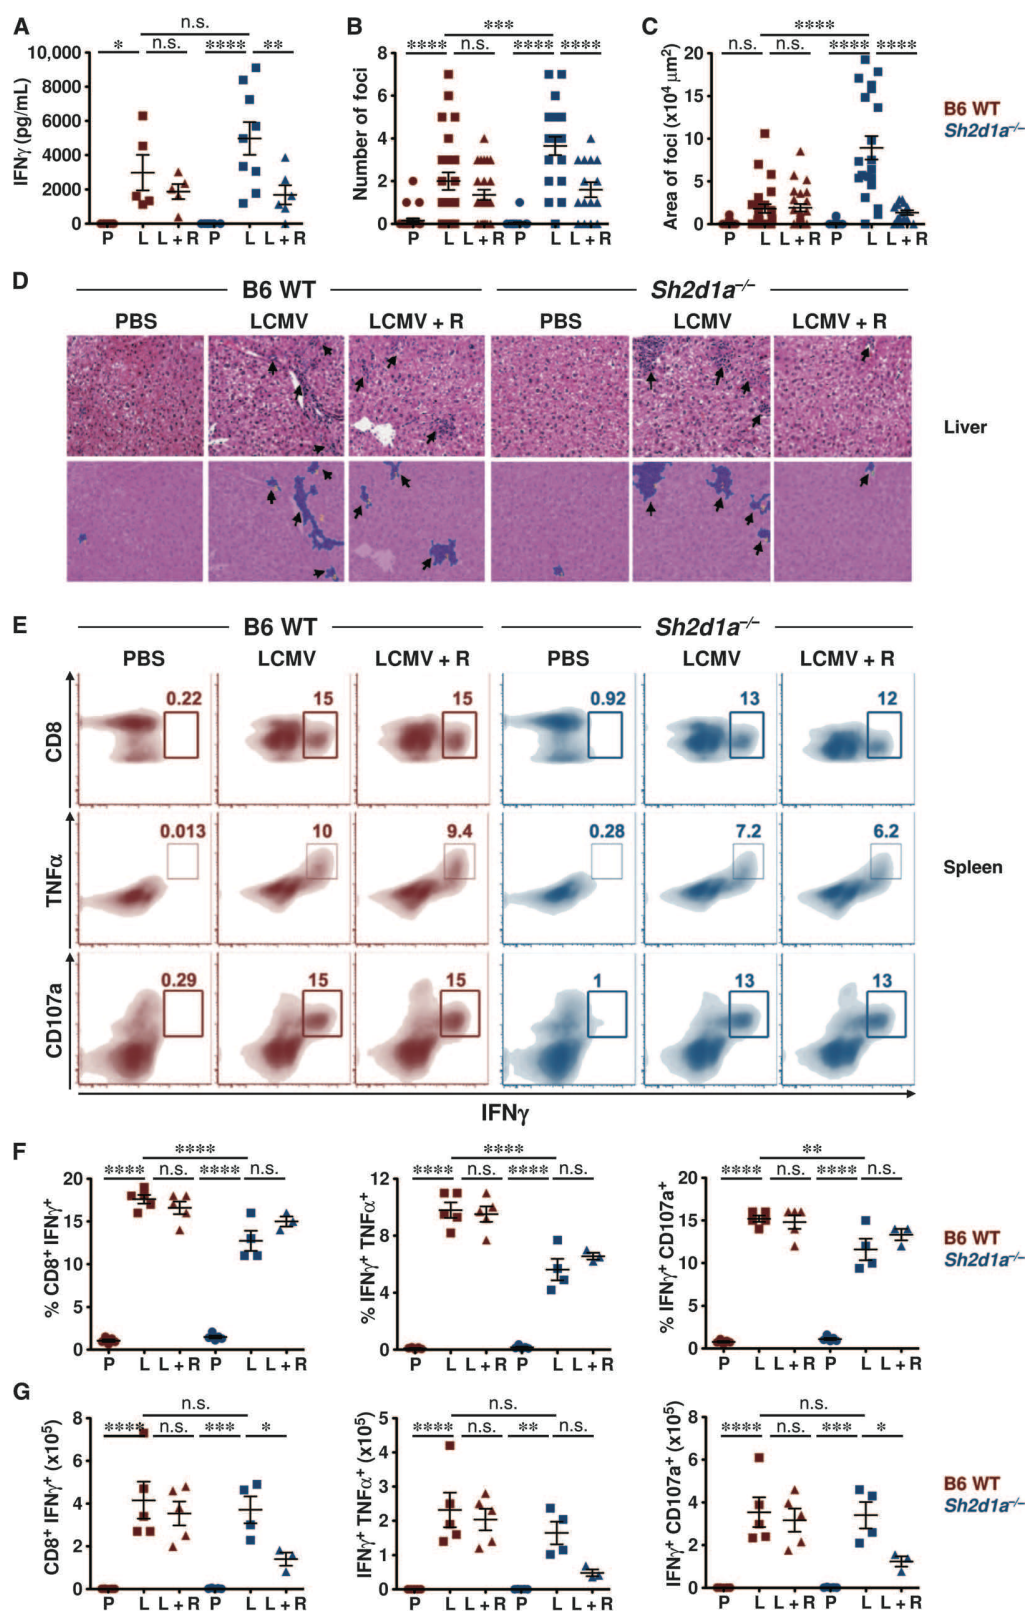 A
n.s.
* n.s. **** **
IFNγ (pg/mL)
10,000
8000
6000
4000
2000
0
P L L + R P L L + R
B
***
**** n.s. **** ****
Number of foci
8
6
4
2
0
P L L + R P L L + R
C
****
n.s. n.s. **** ****
Area of foci (x10⁴ μm²)
20
15
10
5
0
P L L + R P L L + R
B6 WT
Sh2d1a⁻/⁻
D
B6 WT Sh2d1a⁻/⁻
PBS LCMV LCMV + R PBS LCMV LCMV + R
Liver
E
B6 WT Sh2d1a⁻/⁻
PBS LCMV LCMV + R PBS LCMV LCMV + R
CD8
0.22 15 15 0.92 13 12
TNFα
0.013 10 9.4 0.28 7.2 6.2
Spleen
CD107a
0.29 15 15 1 13 13
IFNγ
F
****
**** n.s. **** n.s.
% CD8⁺ IFNγ⁺
20
15
10
5
0
P L L + R P L L + R
****
**** n.s. **** n.s.
% IFNγ⁺ TNFα⁺
12
8
4
0
P L L + R P L L + R
**
**** n.s. **** n.s.
% IFNγ⁺ CD107a⁺
20
15
10
5
0
P L L + R P L L + R
B6 WT
Sh2d1a⁻/⁻
G
n.s.
**** n.s. *** *
CD8⁺ IFNγ⁺ (x10⁵)
8
6
4
2
0
P L L + R P L L + R
n.s.
**** n.s. ** n.s.
IFNγ⁺ TNFα⁺ (x10⁵)
5
4
3
2
1
0
P L L + R P L L + R
n.s.
**** n.s. *** *
IFNγ⁺ CD107a⁺ (x10⁵)
8
6
4
2
0
P L L + R P L L + R
B6 WT
Sh2d1a⁻/⁻